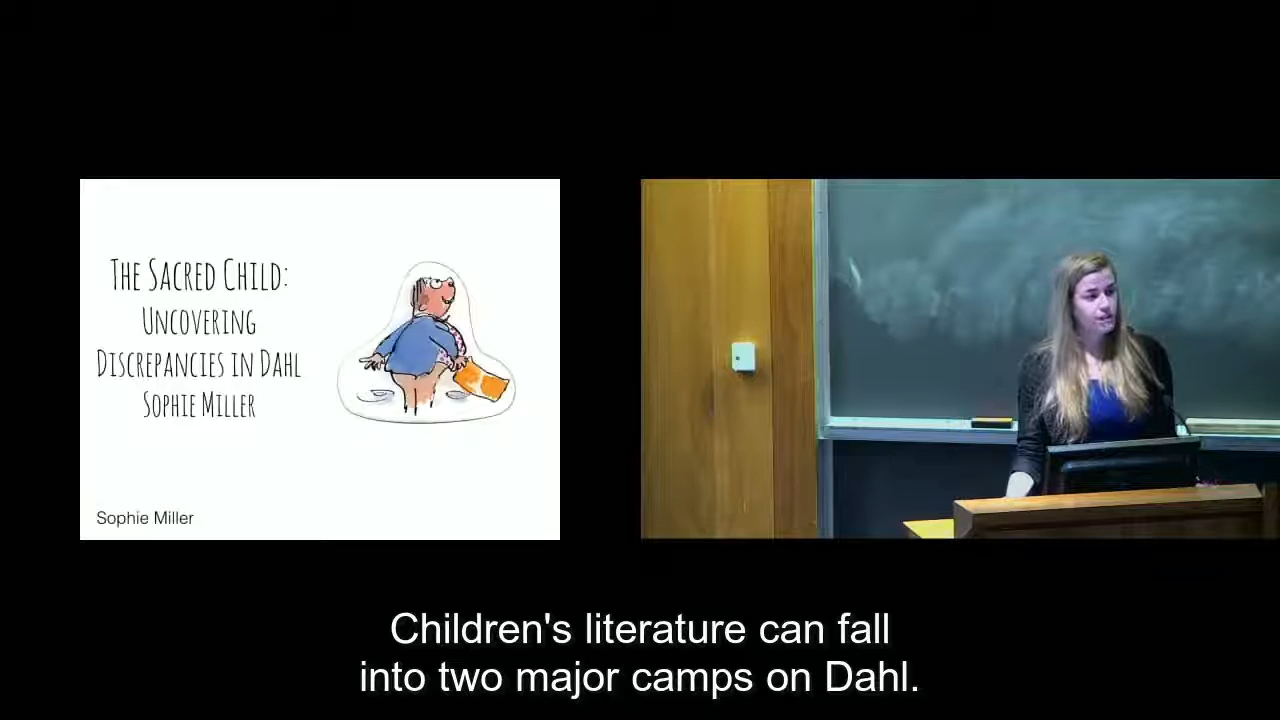 THE SACRED CHILD:
UNCOVERING
DISCREPANCIES IN DAHL
SOPHIE MILLER
Sophie Miller
Children's literature can fall
into two major camps on Dahl.